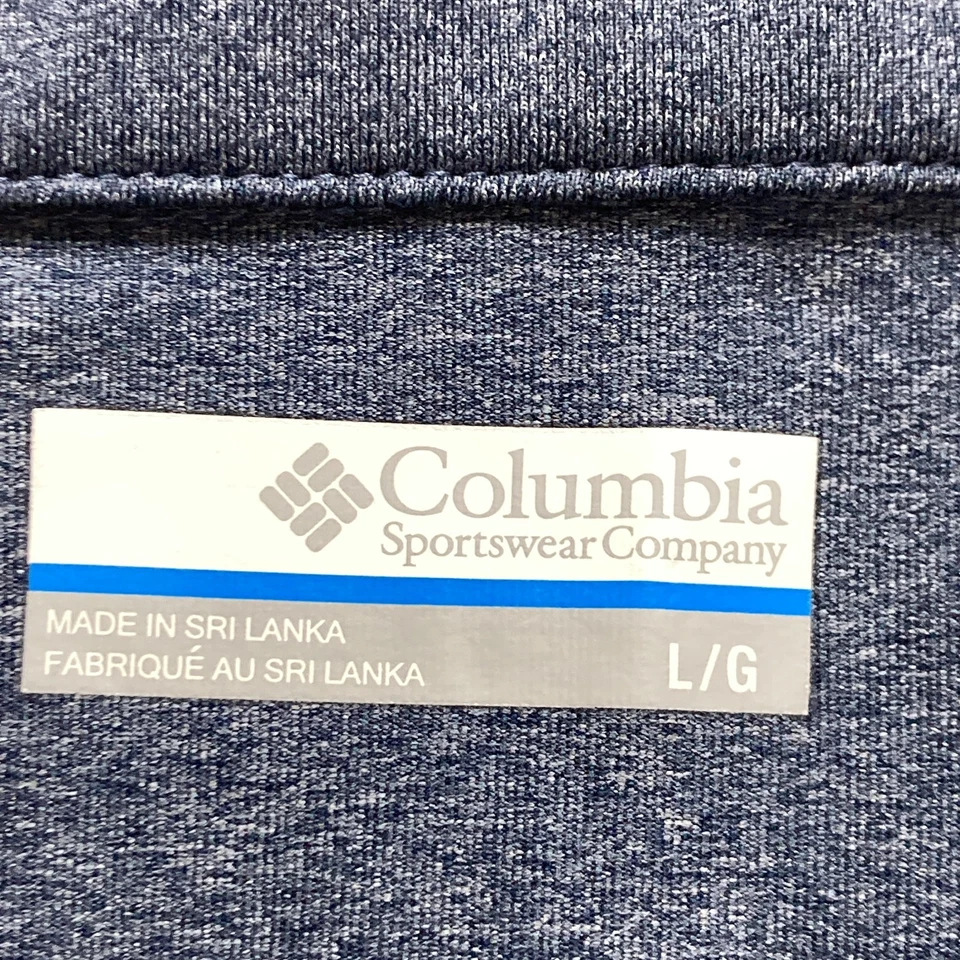 Columbia
Sportswear Company
MADE IN SRI LANKA
FABRIQUÉ AU SRI LANKA
L/G